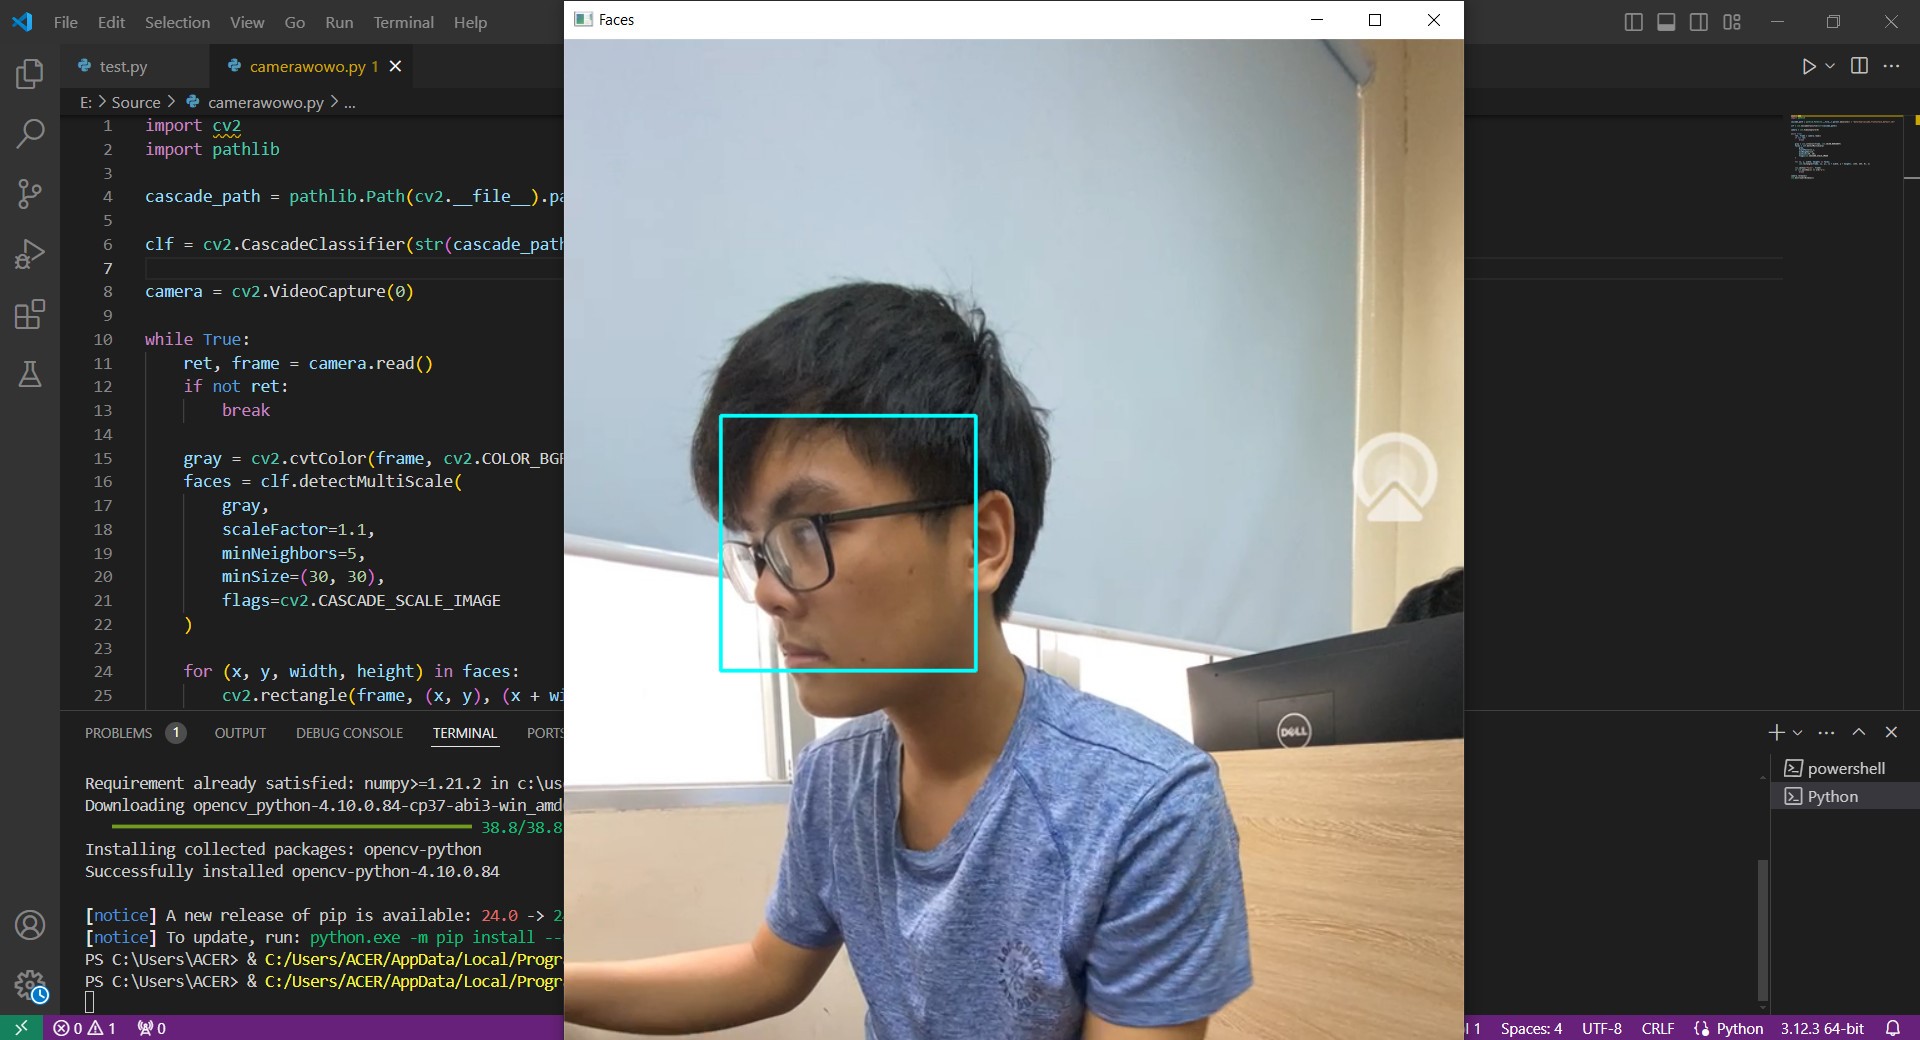 File Edit Selection View Go Run Terminal Help
Faces
test.py
camerawowo.py 1
E: > Source > camerawowo.py > ...
1 import cv2
2 import pathlib
3
4 cascade_path = pathlib.Path(cv2.__file__).pa
5
6 clf = cv2.CascadeClassifier(str(cascade_path
7
8 camera = cv2.VideoCapture(0)
9
10 while True:
11 ret, frame = camera.read()
12 if not ret:
13 break
14
15 gray = cv2.cvtColor(frame, cv2.COLOR_BGR
16 faces = clf.detectMultiScale(
17 gray,
18 scaleFactor=1.1,
19 minNeighbors=5,
20 minSize=(30, 30),
21 flags=cv2.CASCADE_SCALE_IMAGE
22 )
23
24 for (x, y, width, height) in faces:
25 cv2.rectangle(frame, (x, y), (x + wi
DELL
PROBLEMS 1 OUTPUT DEBUG CONSOLE TERMINAL PORTS
powershell
Python
Requirement already satisfied: numpy>=1.21.2 in c:\us
Downloading opencv_python-4.10.0.84-cp37-abi3-win_amd
38.8/38.8
Installing collected packages: opencv-python
Successfully installed opencv-python-4.10.0.84
[notice] A new release of pip is available: 24.0 -> 2
[notice] To update, run: python.exe -m pip install --
PS C:\Users\ACER> & C:/Users/ACER/AppData/Local/Progr
PS C:\Users\ACER> & C:/Users/ACER/AppData/Local/Progr
0 1 0
l 1 Spaces: 4 UTF-8 CRLF Python 3.12.3 64-bit